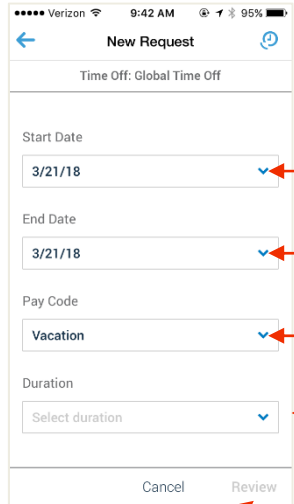 Verizon 9:42 AM 95%
New Request
Time Off: Global Time Off
Start Date
3/21/18
End Date
3/21/18
Pay Code
Vacation
Duration
Select duration
Cancel Review